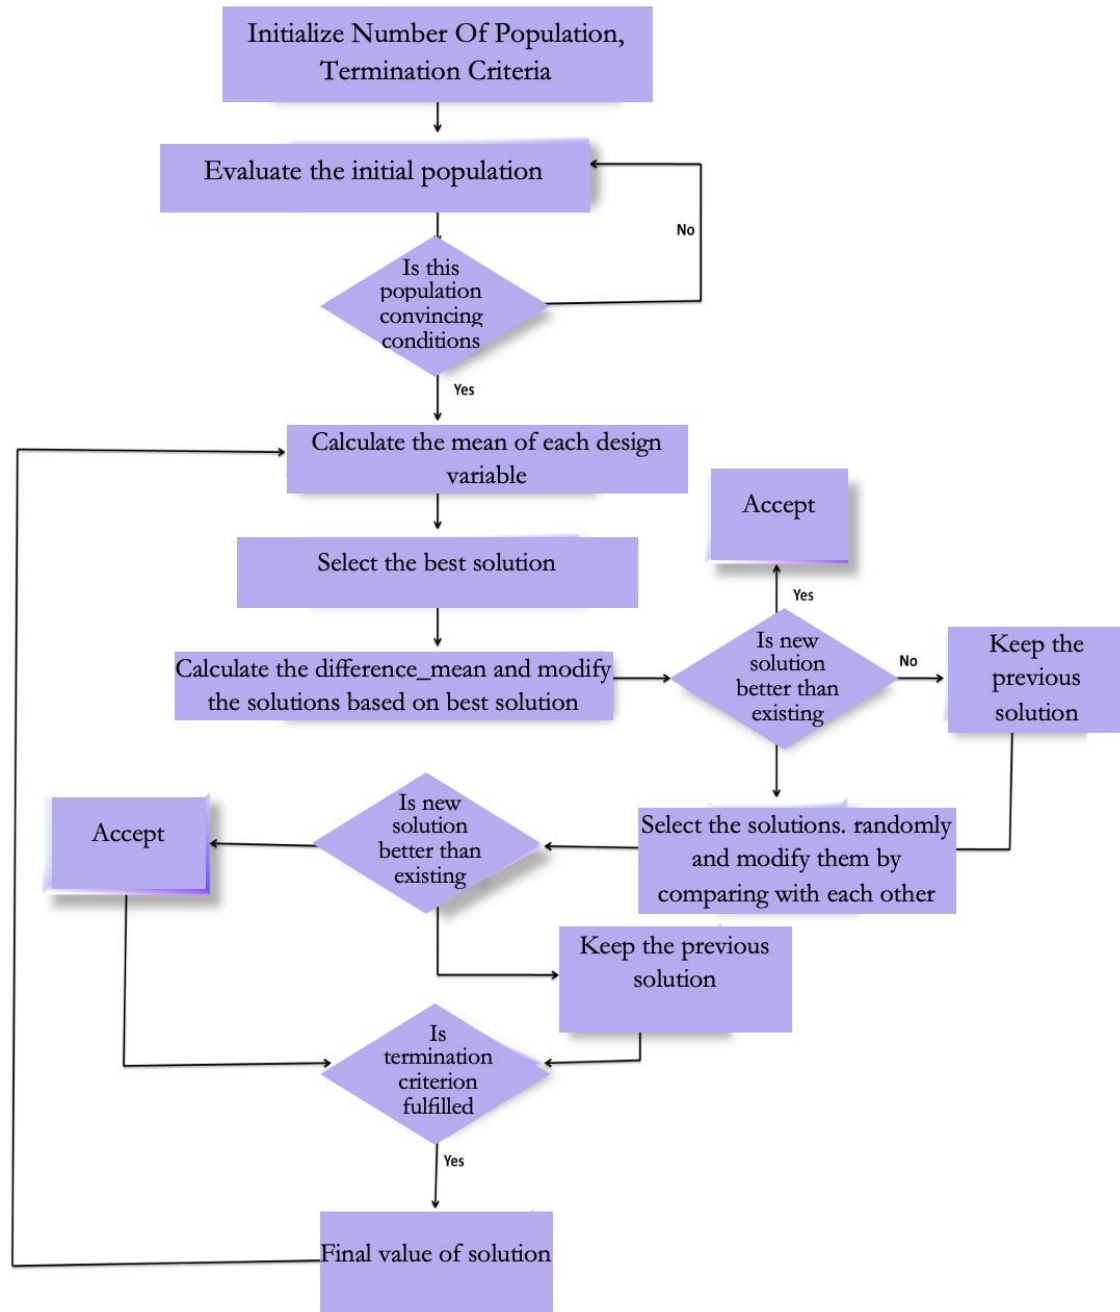 Initialize Number Of Population,
Termination Criteria
Evaluate the initial population
No
Is this
population
convincing
conditions
Yes
Calculate the mean of each design
variable
Accept
Select the best solution
Yes
Is new
solution
better than
existing
No
Keep the
previous
solution
Calculate the difference_mean and modify
the solutions based on best solution
Select the solutions. randomly
and modify them by
comparing with each other
Is new
solution
better than
existing
Accept
Keep the previous
solution
Is
termination
criterion
fulfilled
Yes
Final value of solution